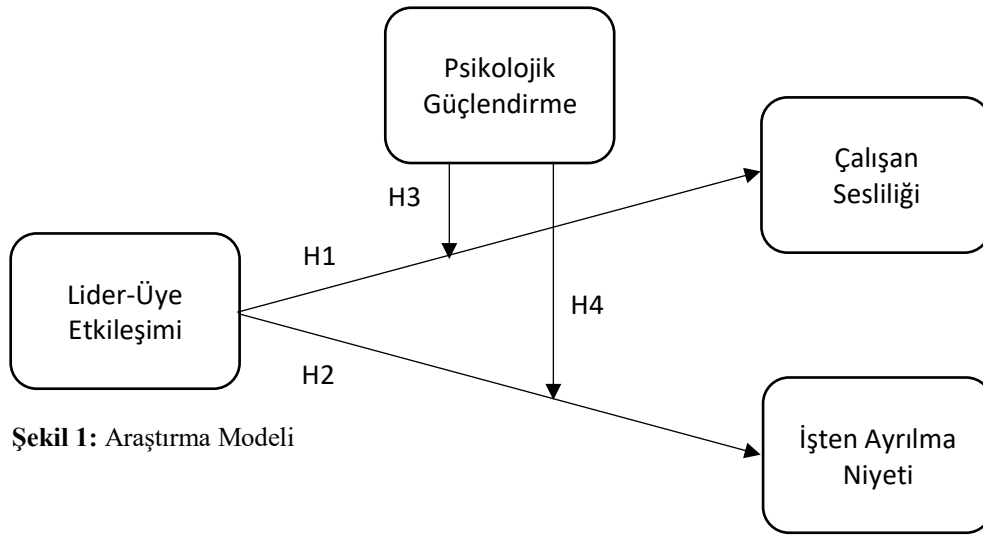 Psikolojik
Güçlendirme
Çalışan
Sesliliği
H3
H1
Lider-Üye
Etkileşimi
H4
H2
Şekil 1: Araştırma Modeli
İşten Ayrılma
Niyeti